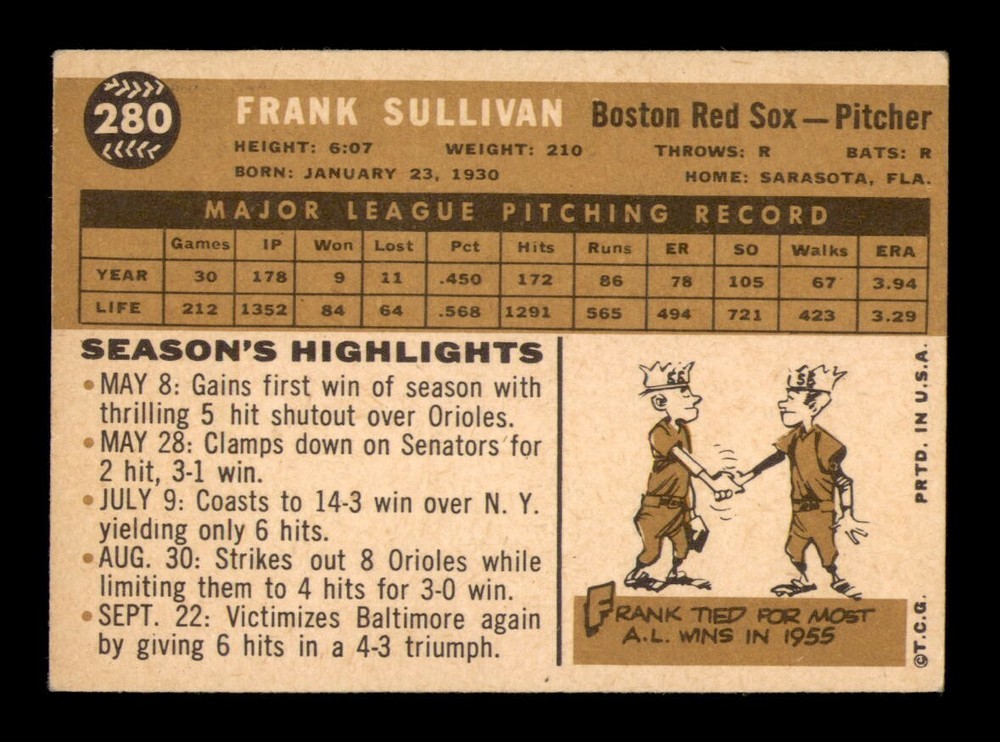 280
FRANK SULLIVAN Boston Red Sox — Pitcher
HEIGHT: 6:07 WEIGHT: 210 THROWS: R BATS: R
BORN: JANUARY 23, 1930 HOME: SARASOTA, FLA.
MAJOR LEAGUE PITCHING RECORD
Games IP Won Lost Pct Hits Runs ER SO Walks ERA
YEAR 30 178 9 11 .450 172 86 78 105 67 3.94
LIFE 212 1352 84 64 .568 1291 565 494 721 423 3.29
SEASON'S HIGHLIGHTS
• MAY 8: Gains first win of season with
thrilling 5 hit shutout over Orioles.
• MAY 28: Clamps down on Senators for
2 hit, 3-1 win.
• JULY 9: Coasts to 14-3 win over N. Y.
yielding only 6 hits.
• AUG. 30: Strikes out 8 Orioles while
limiting them to 4 hits for 3-0 win.
• SEPT. 22: Victimizes Baltimore again
by giving 6 hits in a 4-3 triumph.
FRANK TIED FOR MOST
A.L. WINS IN 1955
©T.C.G. PRTD. IN U.S.A.